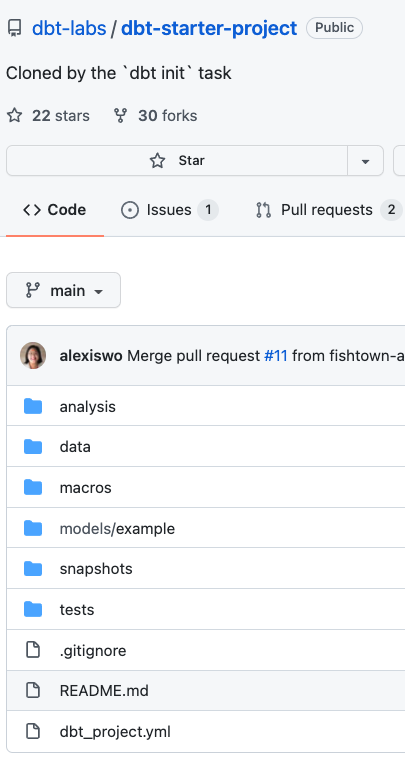 dbt-labs / dbt-starter-project Public
Cloned by the `dbt init` task
22 stars 30 forks
Star
Code Issues 1 Pull requests 2
main
alexiswo Merge pull request #11 from fishtown-a
analysis
data
macros
models/example
snapshots
tests
.gitignore
README.md
dbt_project.yml